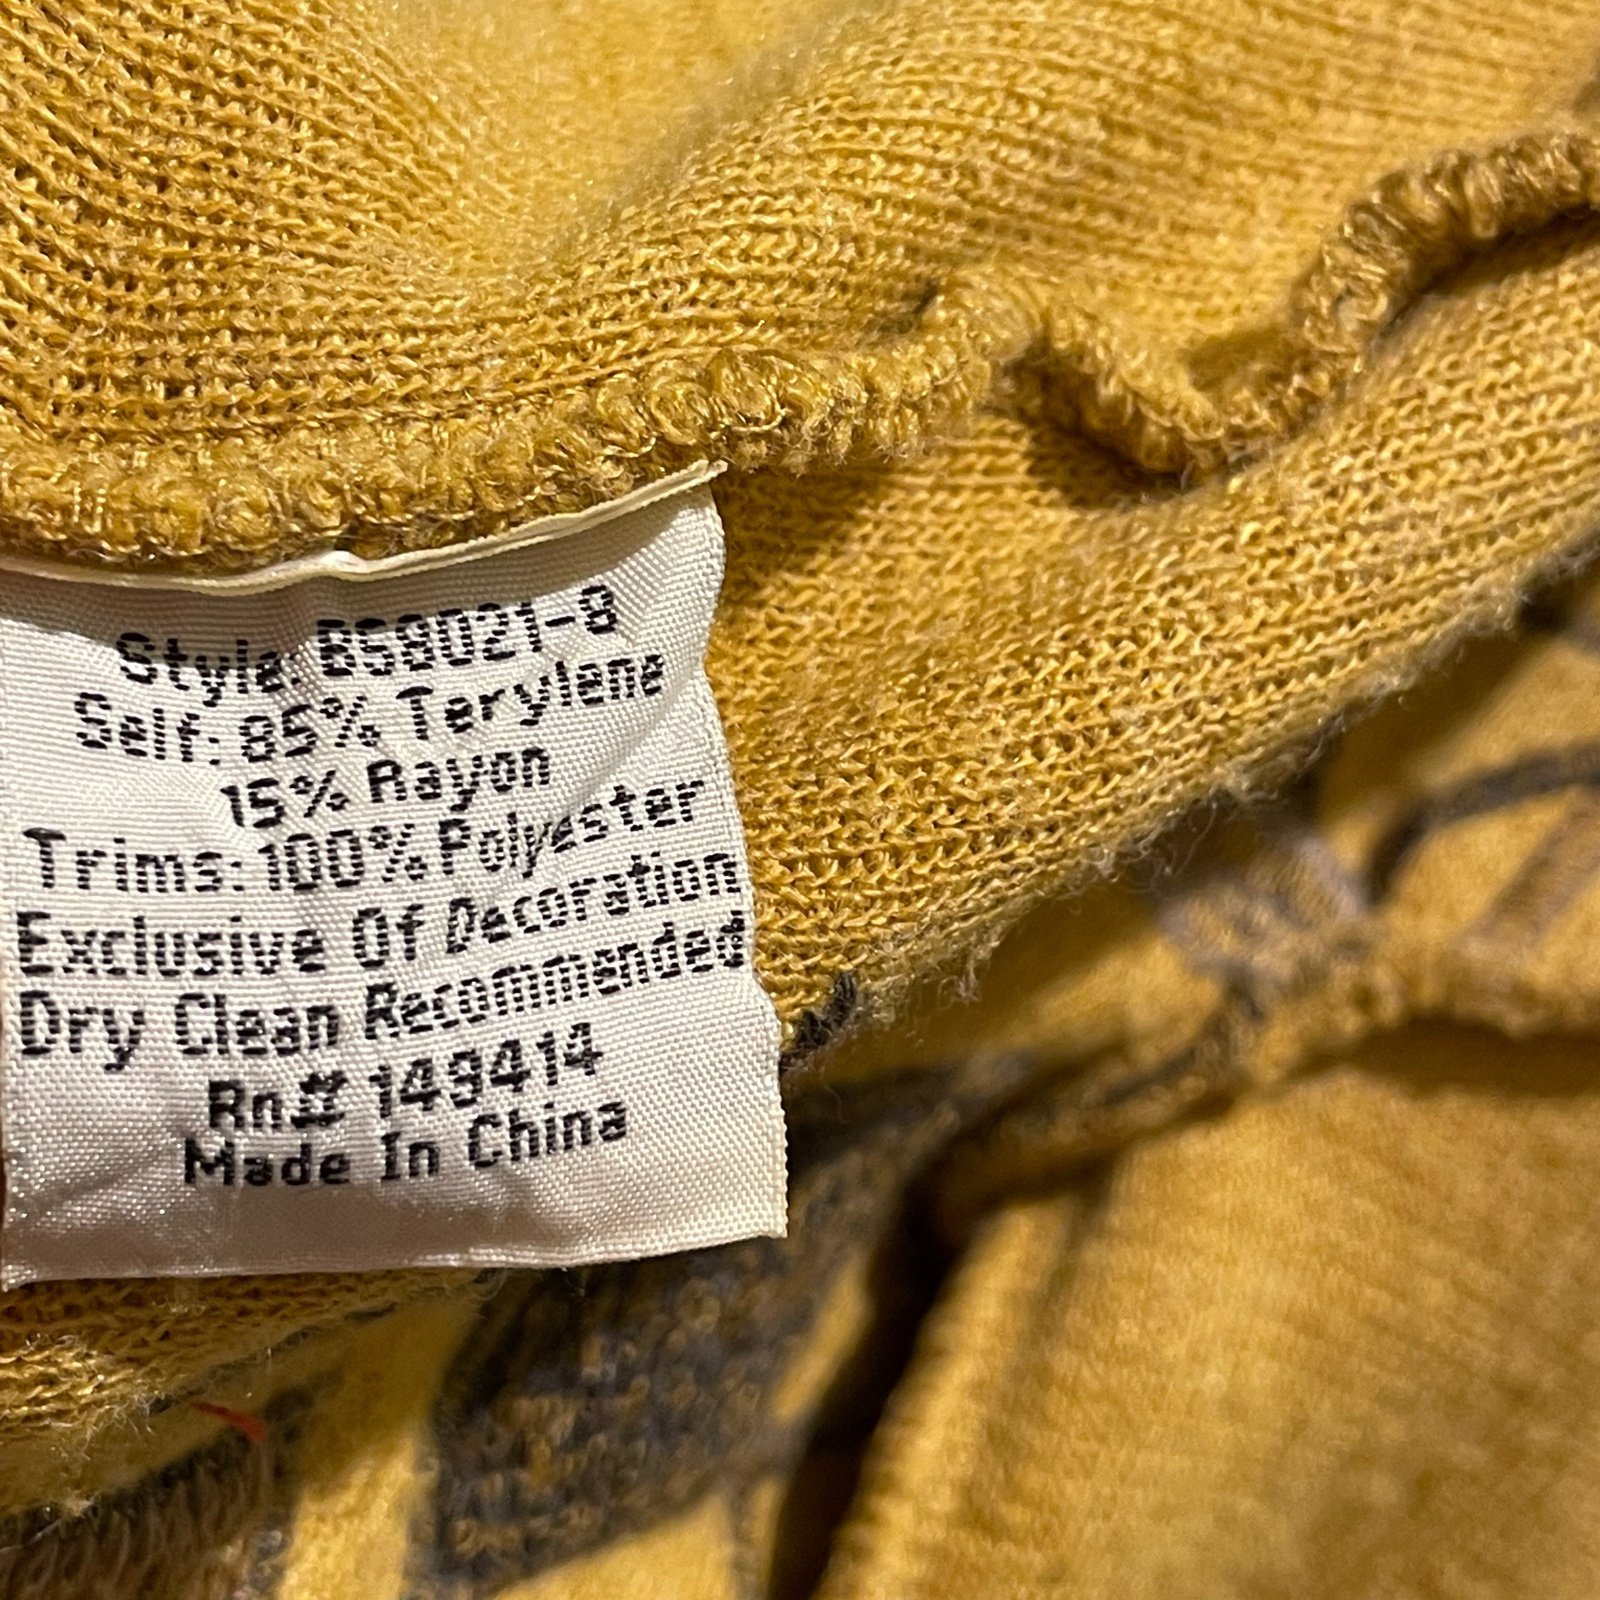 Style: BS8021-8
Self: 85% Terylene
15% Rayon
Trims: 100% Polyester
Exclusive Of Decoration
Dry Clean Recommended
Rn# 149414
Made In China